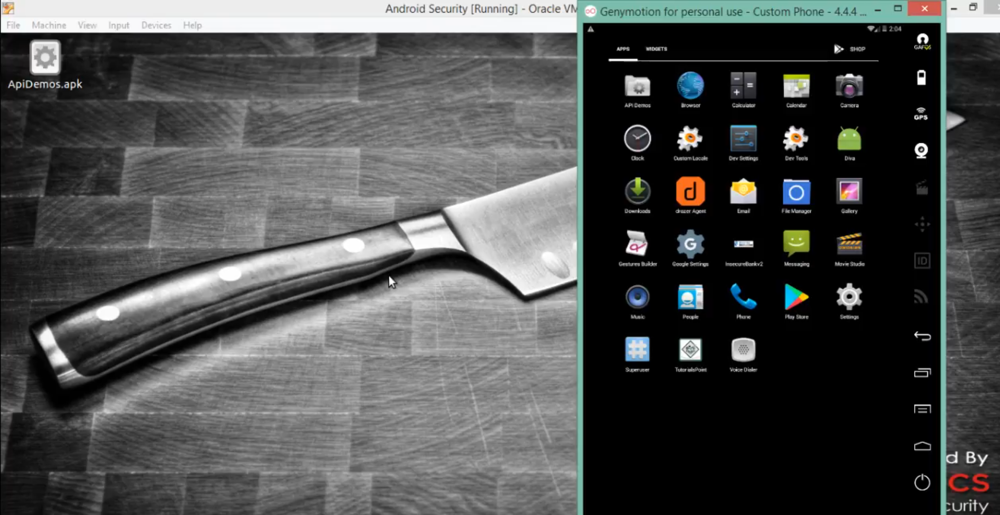 Android Security [Running] - Oracle VM
File Machine View Input Devices Help
ApiDemos.apk
Genymotion for personal use - Custom Phone - 4.4.4 ...
2:04
APPS WIDGETS SHOP
API Demos Browser Calculator Calendar Camera
Clock Custom Locale Dev Settings Dev Tools Diva
Downloads drozer Agent Email File Manager Gallery
Gestures Builder Google Settings InsecureBankv2 Messaging Movie Studio
Music People Phone Play Store Settings
Superuser TutorialsPoint Voice Dialer
GPS
ID
d By
CS
curity